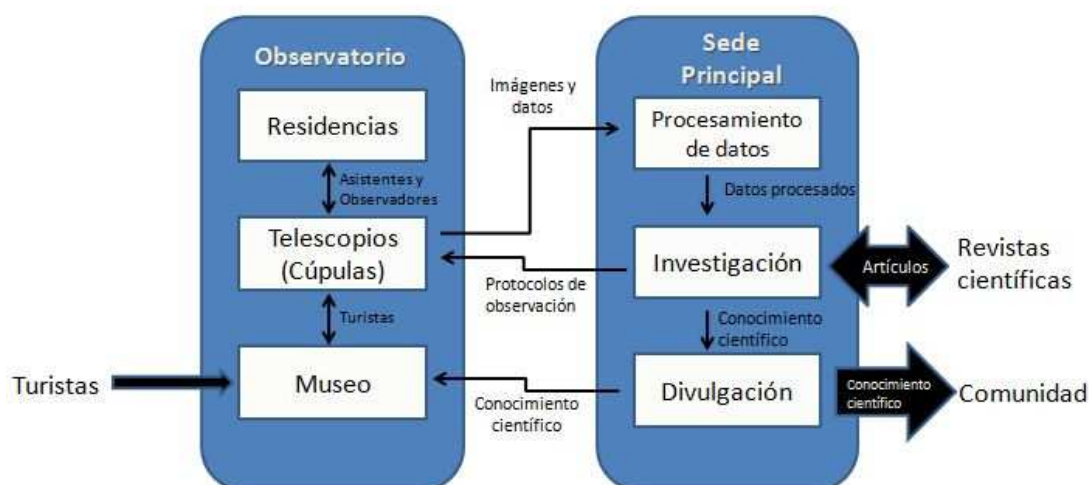 Observatorio
Residencias
Asistentes y
Observadores
Telescopios
(Cúpulas)
Turistas
Museo
Turistas
Imágenes y
datos
Protocolos de
observación
Conocimiento
científico
Sede
Principal
Procesamiento
de datos
Datos procesados
Investigación
Conocimiento
científico
Divulgación
Artículos
Revistas
científicas
Conocimiento
científico
Comunidad